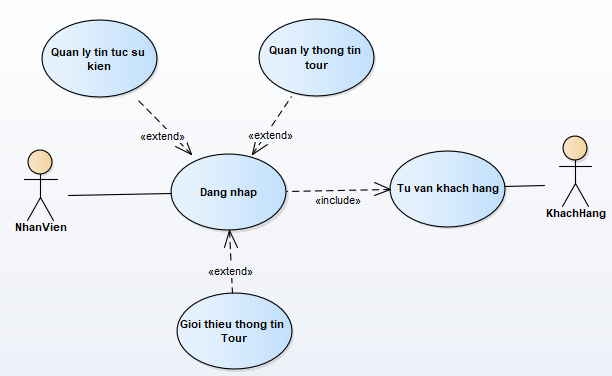 Quan ly tin tuc su
kien
Quan ly thong tin
tour
«extend»
«extend»
NhanVien
Dang nhap
«include»
Tu van khach hang
KhachHang
«extend»
Gioi thieu thong tin
Tour